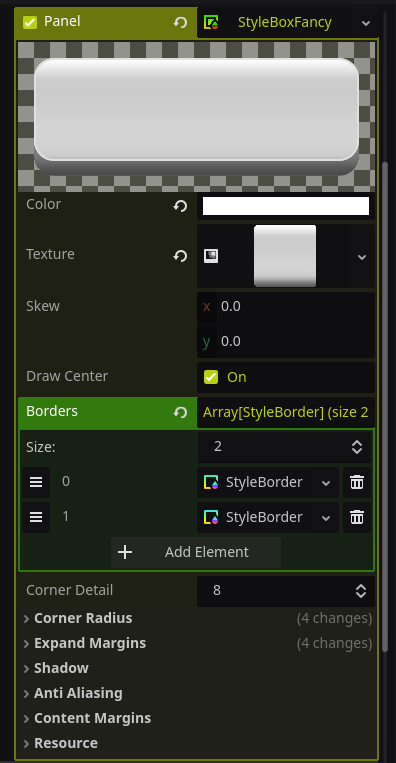 Panel StyleBoxFancy
Color
Texture
Skew x 0.0
y 0.0
Draw Center On
Borders Array[StyleBorder] (size 2
Size: 2
0 StyleBorder
1 StyleBorder
Add Element
Corner Detail 8
Corner Radius (4 changes)
Expand Margins (4 changes)
Shadow
Anti Aliasing
Content Margins
Resource